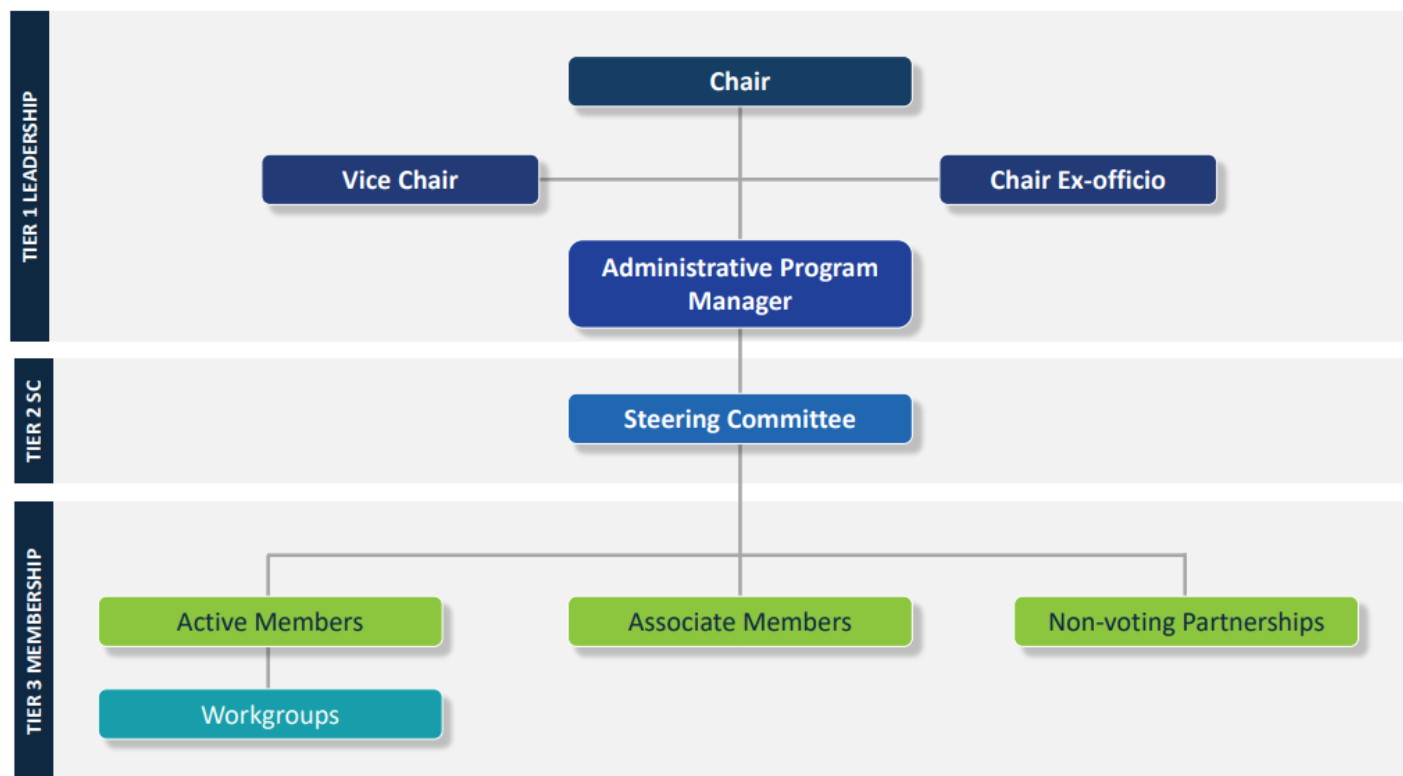 TIER 1 LEADERSHIP
Chair
Vice Chair
Chair Ex-officio
Administrative Program
Manager
TIER 2 SC
Steering Committee
TIER 3 MEMBERSHIP
Active Members
Associate Members
Non-voting Partnerships
Workgroups